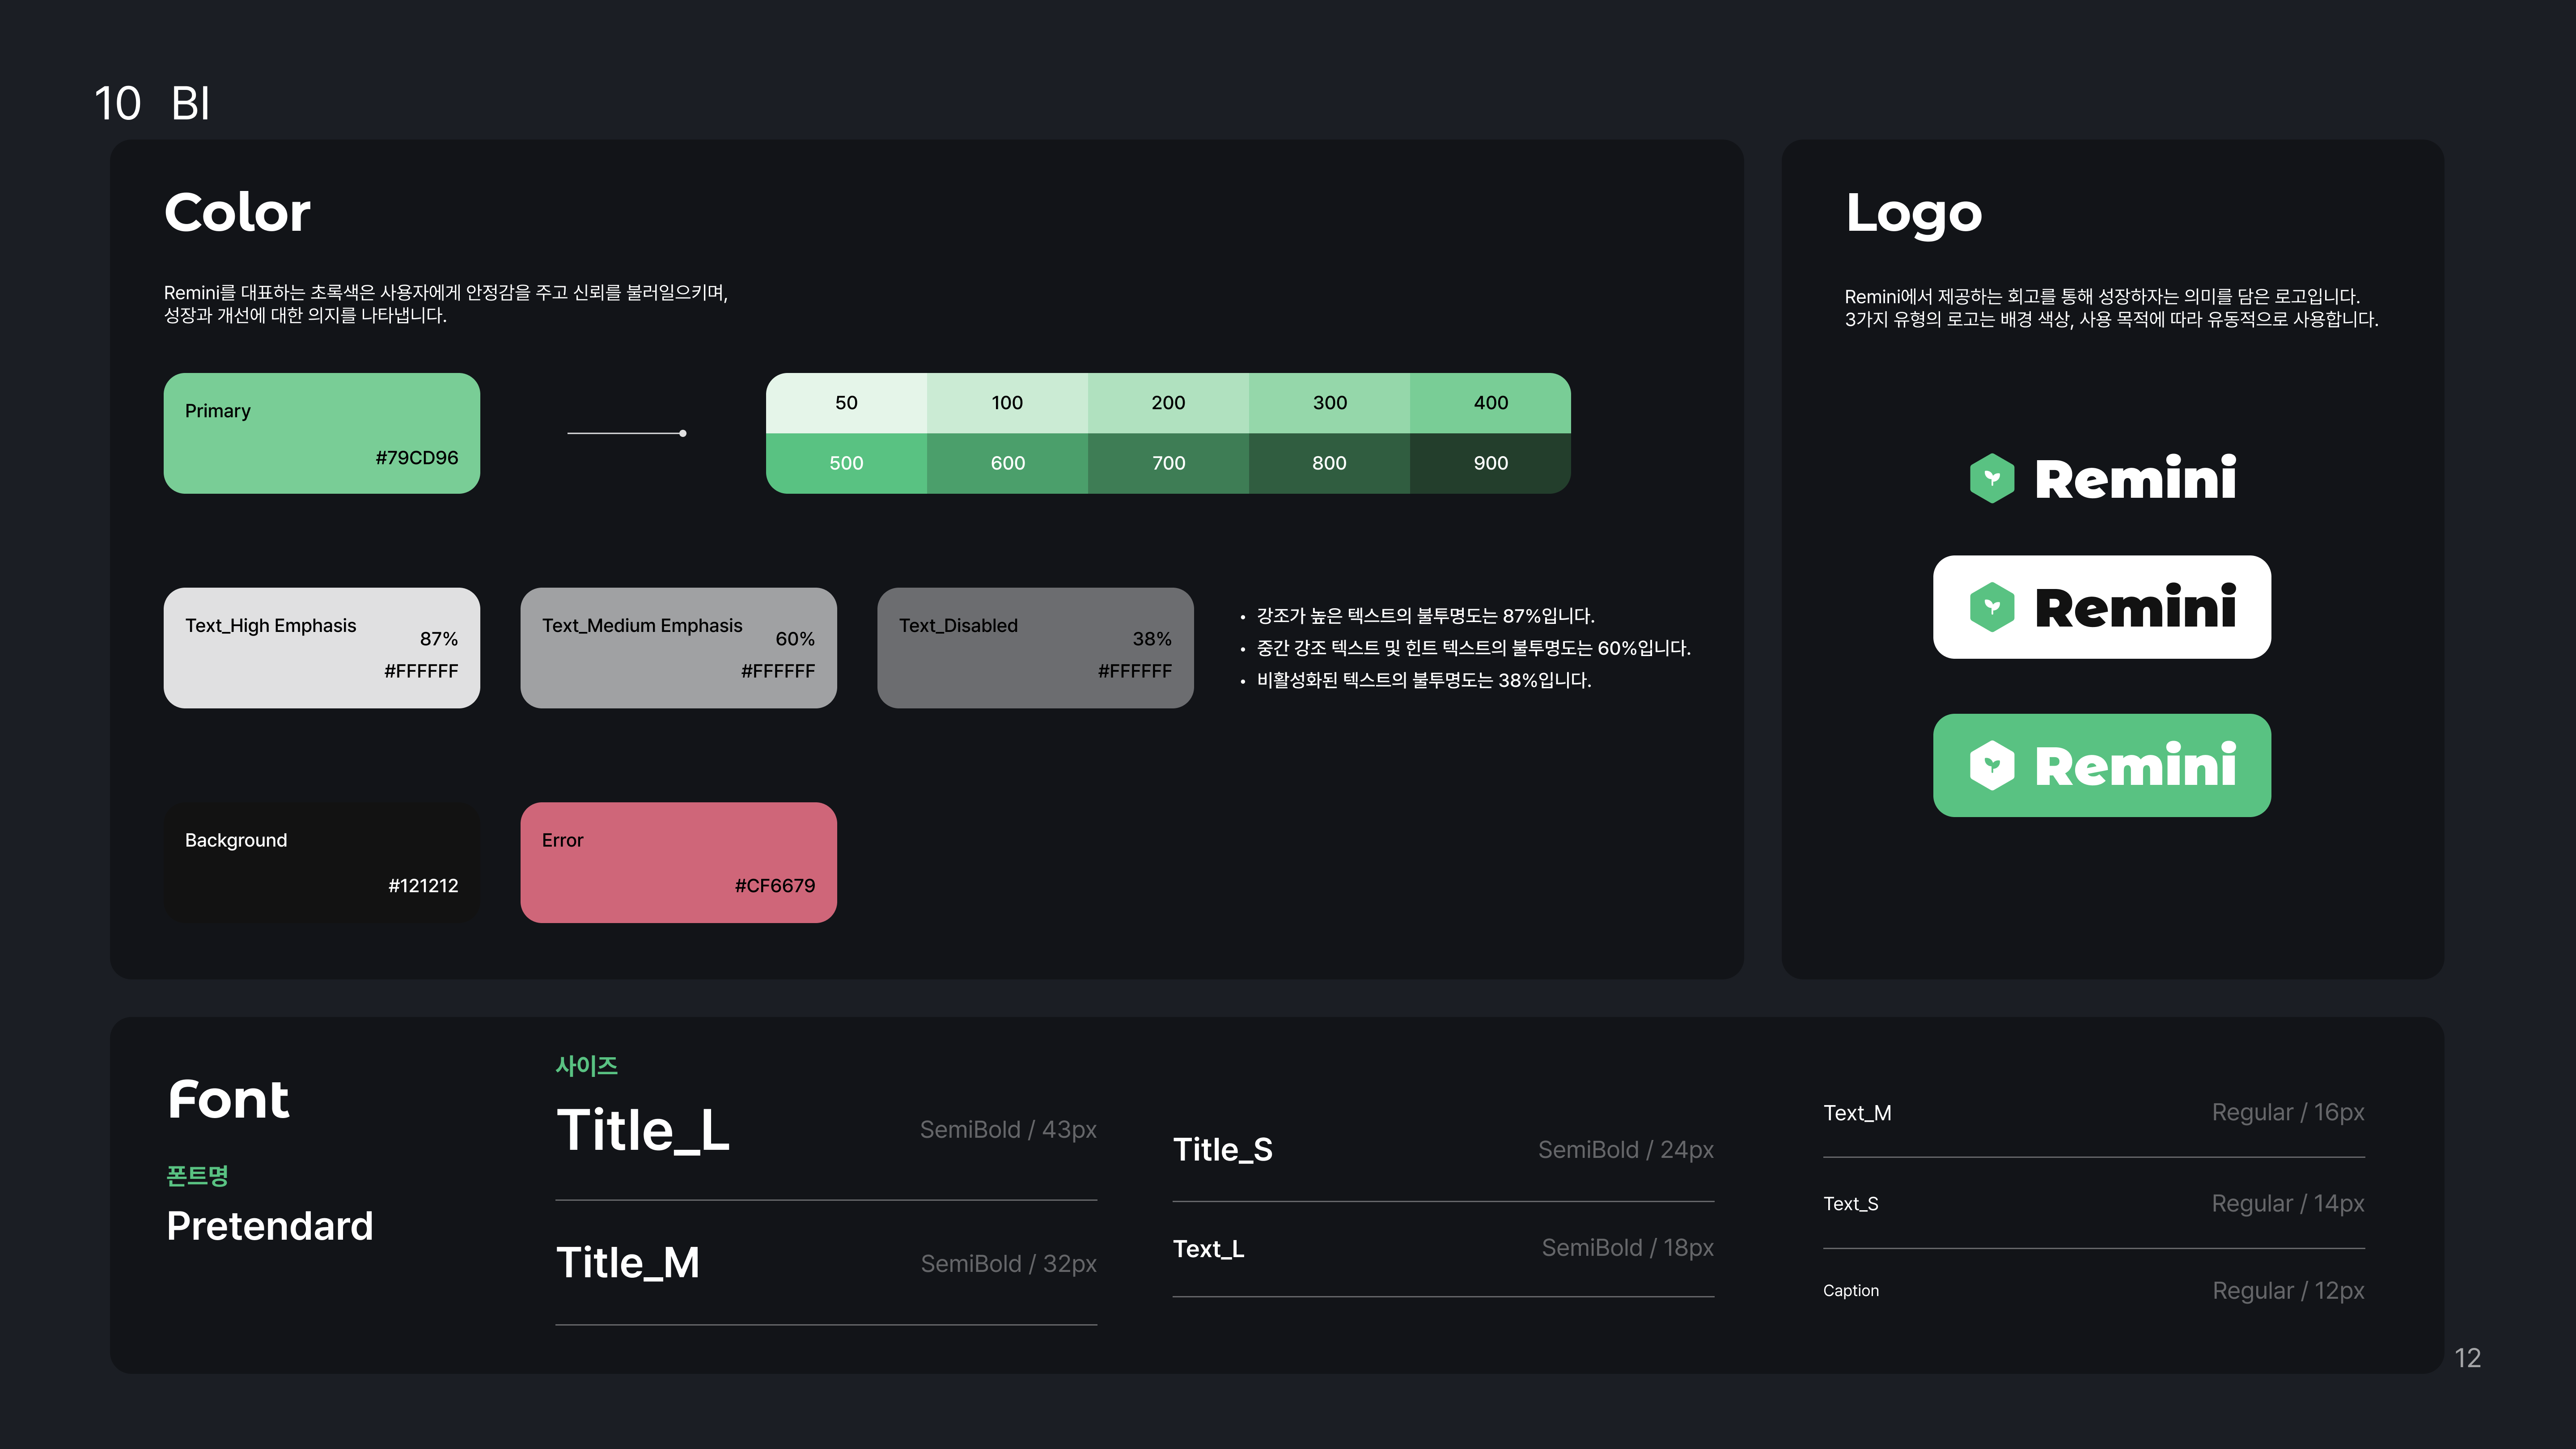 10 BI
Color
Remini를 대표하는 초록색은 사용자에게 안정감을 주고 신뢰를 불러일으키며,
성장과 개선에 대한 의지를 나타냅니다.
Primary
#79CD96
50 100 200 300 400
500 600 700 800 900
Text_High Emphasis
87%
#FFFFFF
Text_Medium Emphasis
60%
#FFFFFF
Text_Disabled
38%
#FFFFFF
• 강조가 높은 텍스트의 불투명도는 87%입니다.
• 중간 강조 텍스트 및 힌트 텍스트의 불투명도는 60%입니다.
• 비활성화된 텍스트의 불투명도는 38%입니다.
Background
#121212
Error
#CF6679
Logo
Remini에서 제공하는 회고를 통해 성장하자는 의미를 담은 로고입니다.
3가지 유형의 로고는 배경 색상, 사용 목적에 따라 유동적으로 사용합니다.
Remini
Remini
Remini
Font
폰트명
Pretendard
사이즈
Title_L SemiBold / 43px
Title_M SemiBold / 32px
Title_S SemiBold / 24px
Text_L SemiBold / 18px
Text_M Regular / 16px
Text_S Regular / 14px
Caption Regular / 12px
12